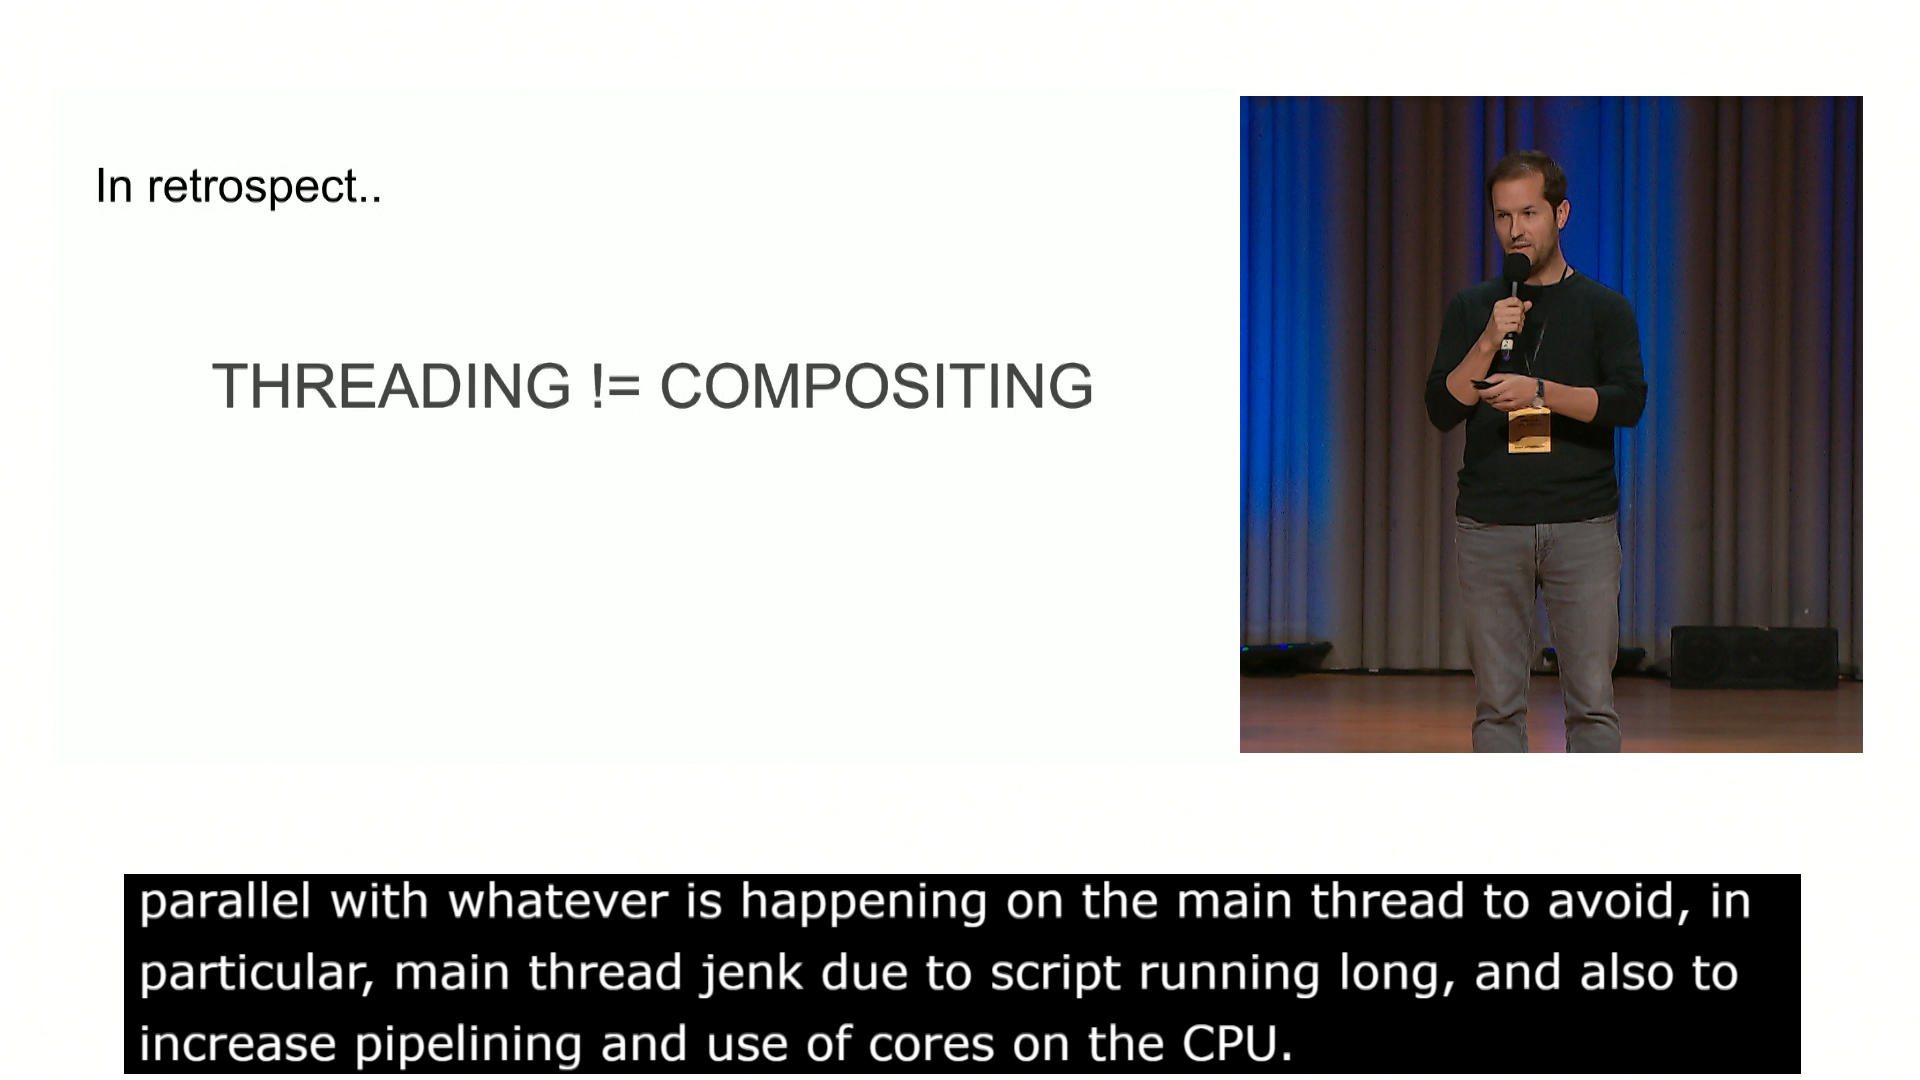 In retrospect..
THREADING != COMPOSITING
parallel with whatever is happening on the main thread to avoid, in
particular, main thread jenk due to script running long, and also to
increase pipelining and use of cores on the CPU.